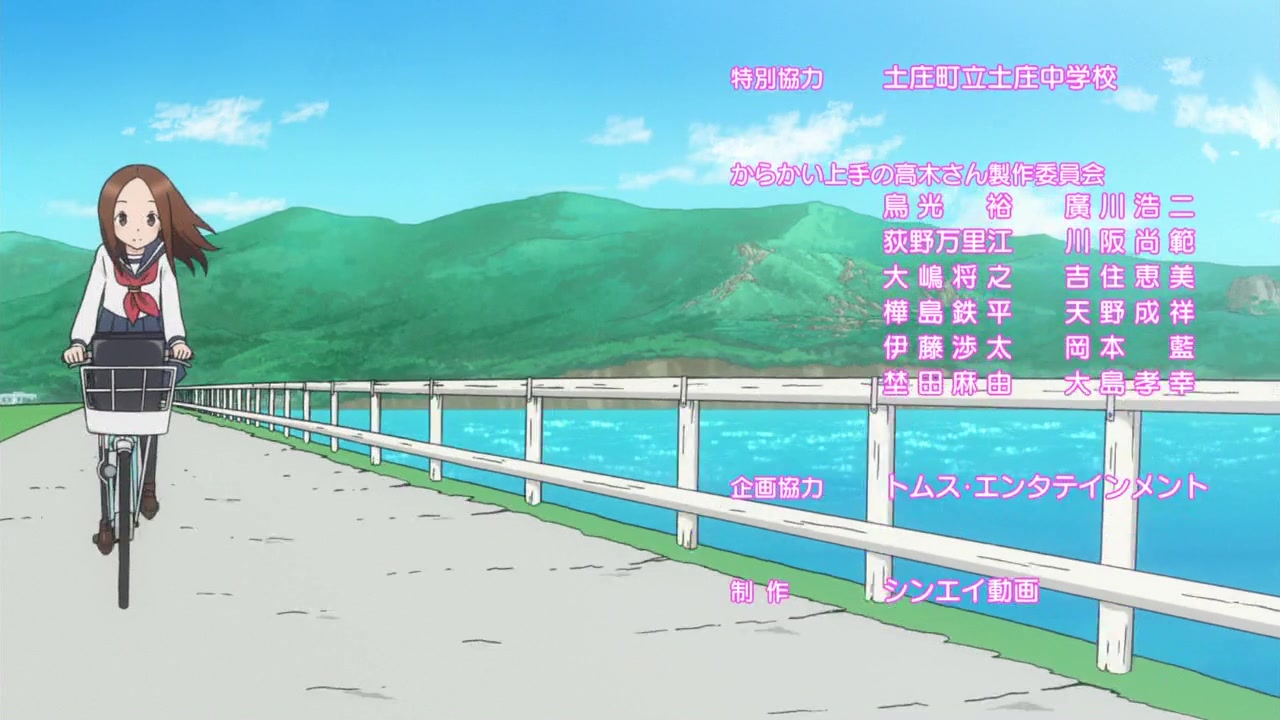 特別協力 土庄町立土庄中学校
からかい上手の高木さん製作委員会
鳥光 裕 廣川浩二
荻野万里江 川阪尚範
大嶋将之 吉住恵美
樺島鉄平 天野成祥
伊藤渉太 岡本 藍
埜田麻由 大島孝幸
企画協力 トムス・エンタテインメント
制作 シンエイ動画